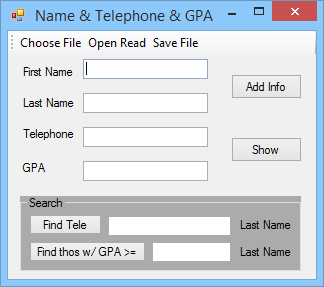 Name & Telephone & GPA
Choose File Open Read Save File
First Name
Add Info
Last Name
Telephone
Show
GPA
Search
Find Tele Last Name
Find thos w/ GPA >= Last Name